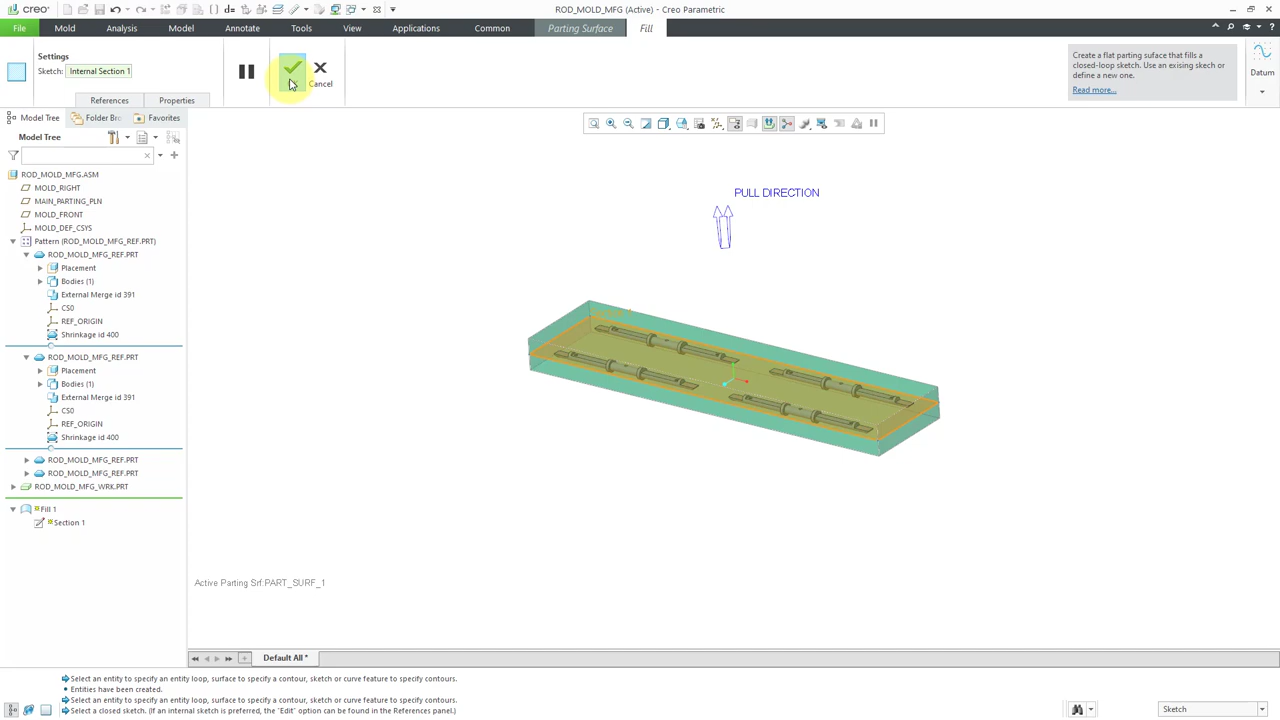 creo
ROD_MOLD_MFG (Active) - Creo Parametric
File Mold Analysis Model Annotate Tools View Applications Common Parting Surface Fill
Settings
Sketch: Internal Section 1
Cancel
References Properties
Create a flat parting suface that fills a
closed-loop sketch. Use an exising skech or
define a new one.
Read more...
Datum
Model Tree Folder Bro Favorites
Model Tree
ROD_MOLD_MFG.ASM
MOLD_RIGHT
MAIN_PARTING_PLN
MOLD_FRONT
MOLD_DEF_CSYS
Pattern (ROD_MOLD_MFG_REF.PRT)
ROD_MOLD_MFG_REF.PRT
Placement
Bodies (1)
External Merge id 391
CS0
REF_ORIGIN
Shrinkage id 400
ROD_MOLD_MFG_REF.PRT
Placement
Bodies (1)
External Merge id 391
CS0
REF_ORIGIN
Shrinkage id 400
ROD_MOLD_MFG_REF.PRT
ROD_MOLD_MFG_REF.PRT
ROD_MOLD_MFG_WRK.PRT
Fill 1
Section 1
PULL DIRECTION
Active Parting Srf:PART_SURF_1
Default All *
Select an entity to specify an entity loop, surface to specify a contour, sketch or curve feature to specify contours.
• Entities have been created.
Select an entity to specify an entity loop, surface to specify a contour, sketch or curve feature to specify contours.
Select a closed sketch. (If an internal sketch is preferred, the 'Edit' option can be found in the References panel.)
Sketch